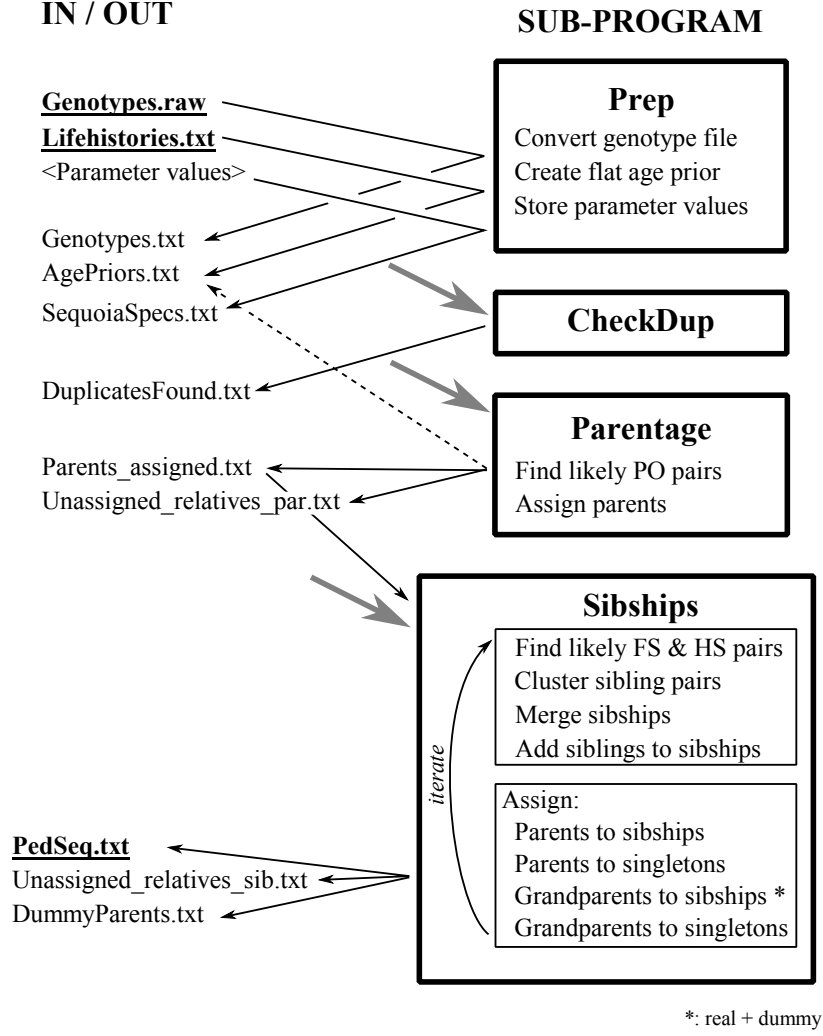 IN / OUT
SUB-PROGRAM
Genotypes.raw
Lifehistories.txt
<Parameter values>
Prep
Convert genotype file
Create flat age prior
Store parameter values
Genotypes.txt
AgePriors.txt
SequoiaSpecs.txt
CheckDup
DuplicatesFound.txt
Parentage
Find likely PO pairs
Assign parents
Parents_assigned.txt
Unassigned_relatives_par.txt
Sibships
Find likely FS & HS pairs
Cluster sibling pairs
Merge sibships
Add siblings to sibships
iterate
Assign:
Parents to sibships
Parents to singletons
Grandparents to sibships *
Grandparents to singletons
PedSeq.txt
Unassigned_relatives_sib.txt
DummyParents.txt
*: real + dummy